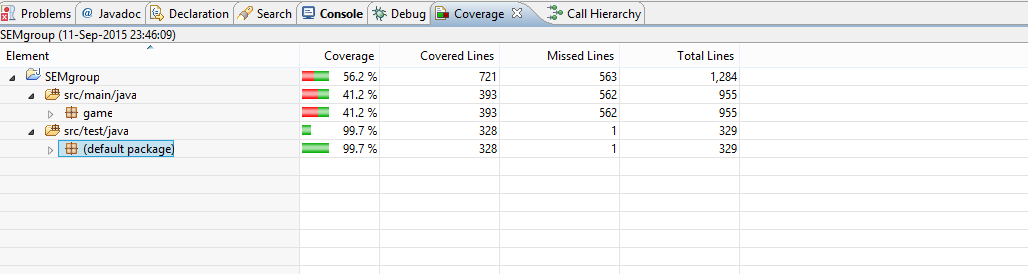 Problems @ Javadoc Declaration Search Console Debug Coverage Call Hierarchy
SEMgroup (11-Sep-2015 23:46:09)
Element Coverage Covered Lines Missed Lines Total Lines
SEMgroup 56.2 % 721 563 1,284
src/main/java 41.2 % 393 562 955
game 41.2 % 393 562 955
src/test/java 99.7 % 328 1 329
(default package) 99.7 % 328 1 329